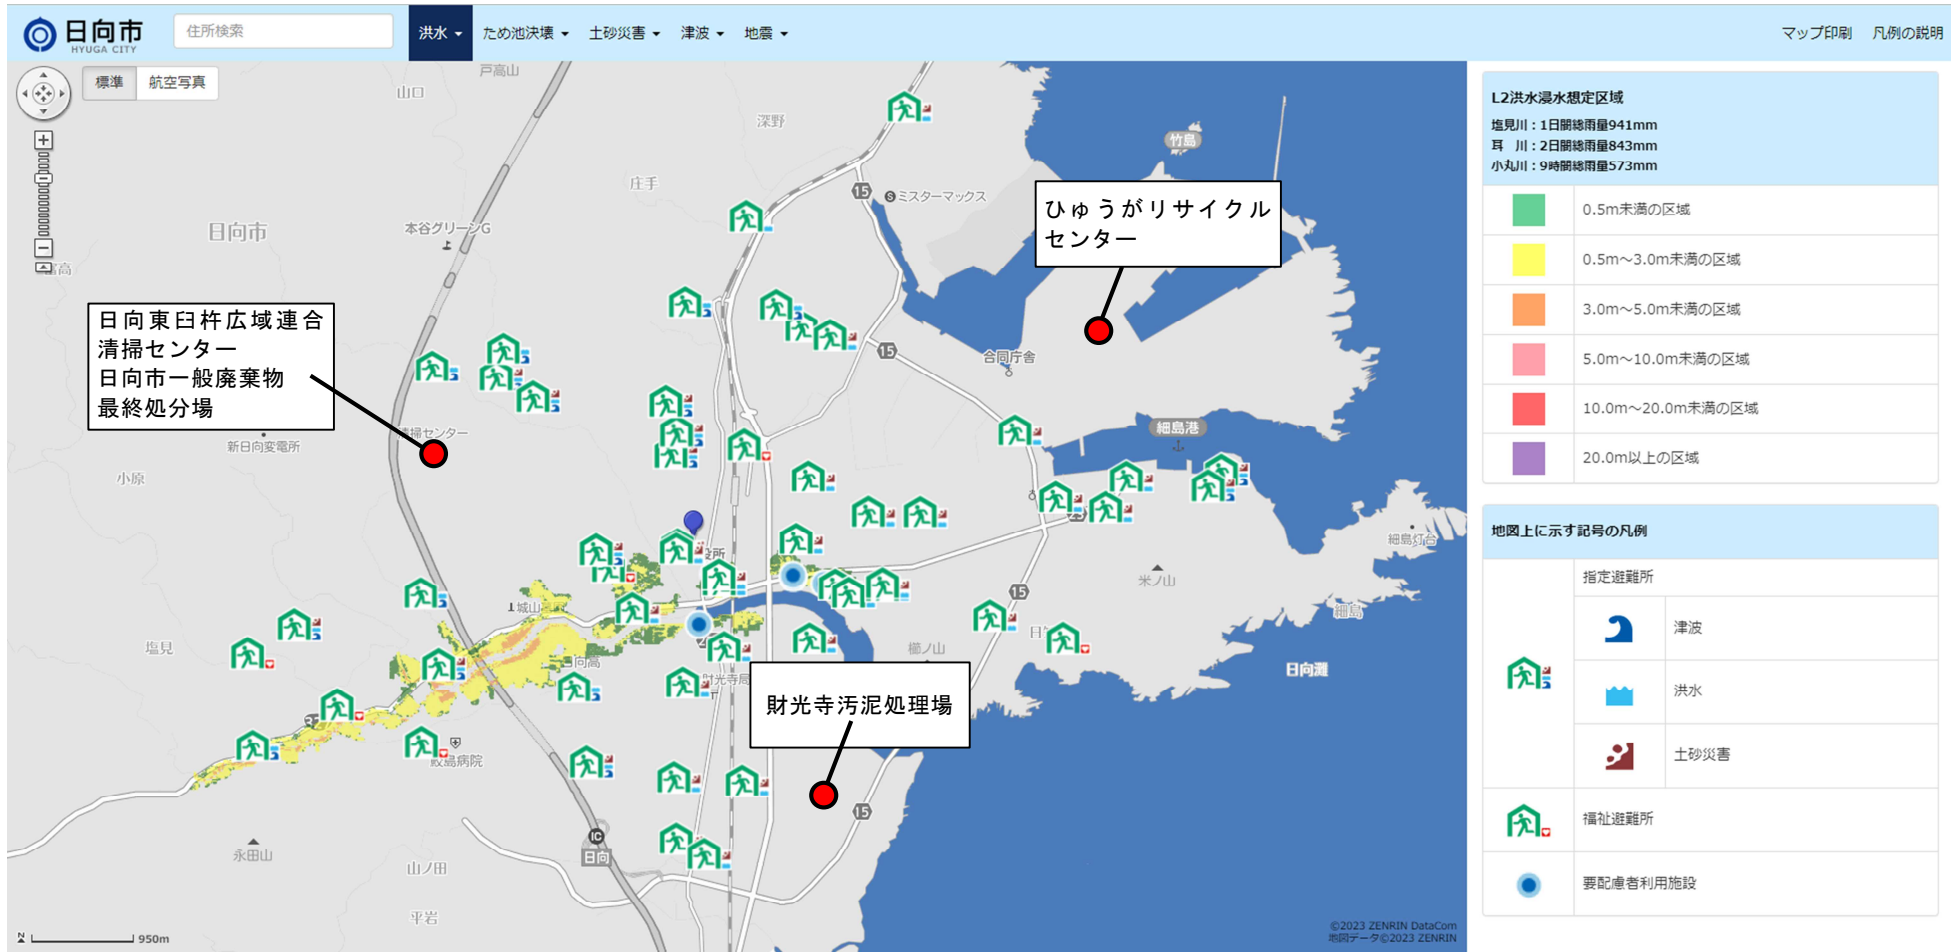 日向市
HYUGA CITY
住所検索
洪水
ため池決壊
土砂災害
津波
地震
マップ印刷
凡例の説明
標準
航空写真
戸高山
山口
深野
庄手
竹島
15
ミスターマックス
日向市
本谷グリーンG
富高
ひゅうがリサイクル
センター
日向東臼杵広域連合
清掃センター
日向市一般廃棄物
最終処分場
15
合同庁舎
清掃センター
新日向変電所
小原
細島港
細島灯台
米ノ山
15
細島
城山
塩見
日向高
櫛ノ山
日向灘
財光寺局
財光寺汚泥処理場
15
永田山
IC
日向
山ノ田
平岩
950m
©2023 ZENRIN DataCom
地図データ©2023 ZENRIN
L2洪水浸水想定区域
塩見川：1日間総雨量941mm
耳　川：2日間総雨量843mm
小丸川：9時間総雨量573mm
0.5m未満の区域
0.5m～3.0m未満の区域
3.0m～5.0m未満の区域
5.0m～10.0m未満の区域
10.0m～20.0m未満の区域
20.0m以上の区域
地図上に示す記号の凡例
指定避難所
津波
洪水
土砂災害
福祉避難所
要配慮者利用施設